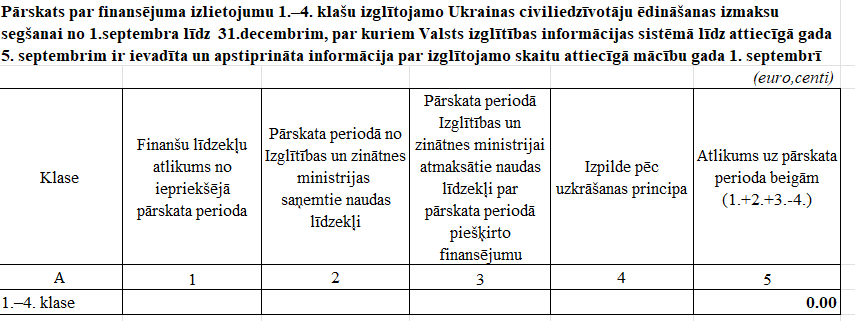 Pārskats par finansējuma izlietojumu 1.–4. klašu izglītojamo Ukrainas civiliedzīvotāju ēdināšanas izmaksu
segšanai no 1.septembra līdz 31.decembrim, par kuriem Valsts izglītības informācijas sistēmā līdz attiecīgā gada
5. septembrim ir ievadīta un apstiprināta informācija par izglītojamo skaitu attiecīgā mācību gada 1. septembrī
(euro,centi)
Klase
Finanšu līdzekļu
atlikums no
iepriekšējā
pārskata perioda
Pārskata periodā no
Izglītības un zinātnes
ministrijas
saņemtie naudas
līdzekļi
Pārskata periodā
Izglītības un
zinātnes ministrijai
atmaksātie naudas
līdzekļi par
pārskata periodā
piešķirto
finansējumu
Izpilde pēc
uzkrāšanas principa
Atlikums uz pārskata
perioda beigām
(1.+2.+3.-4.)
A
1
2
3
4
5
1.–4. klase
0.00